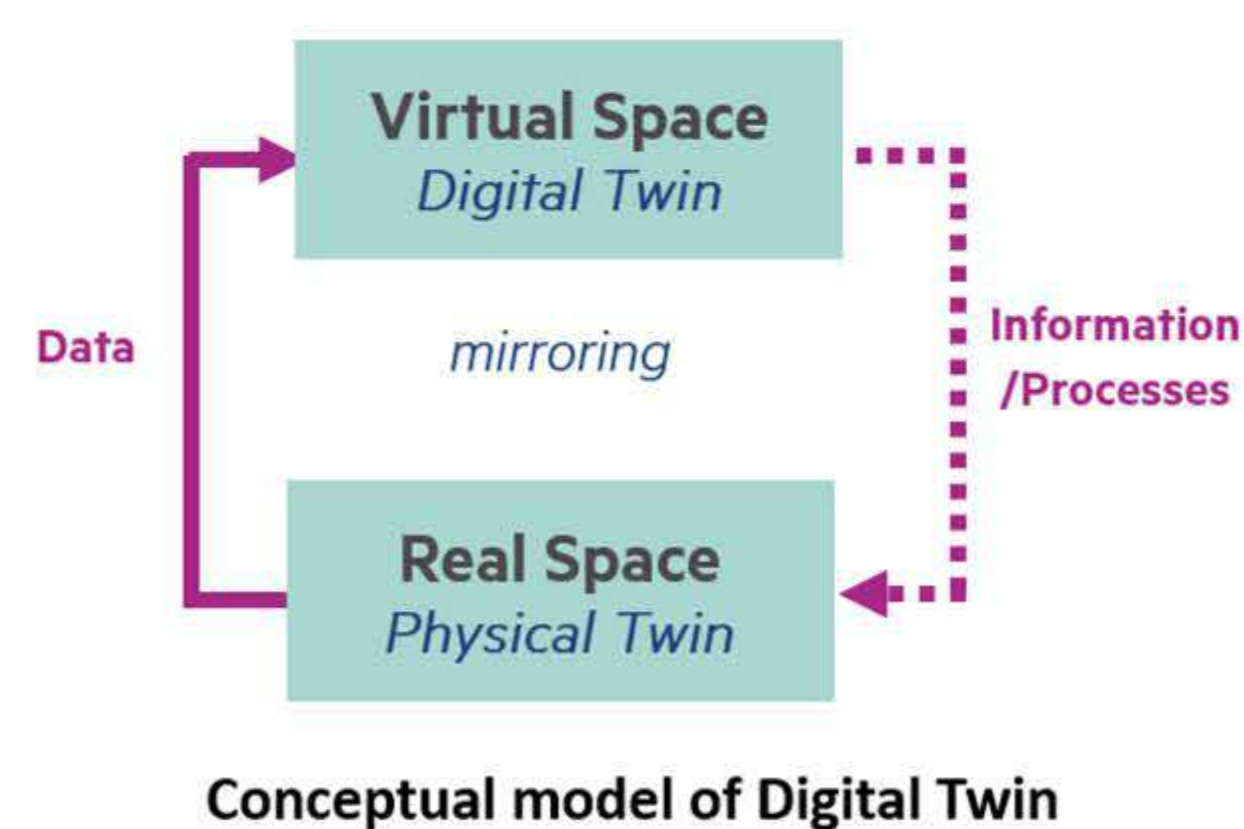 Virtual Space
Digital Twin
Data
mirroring
Information
/Processes
Real Space
Physical Twin
Conceptual model of Digital Twin